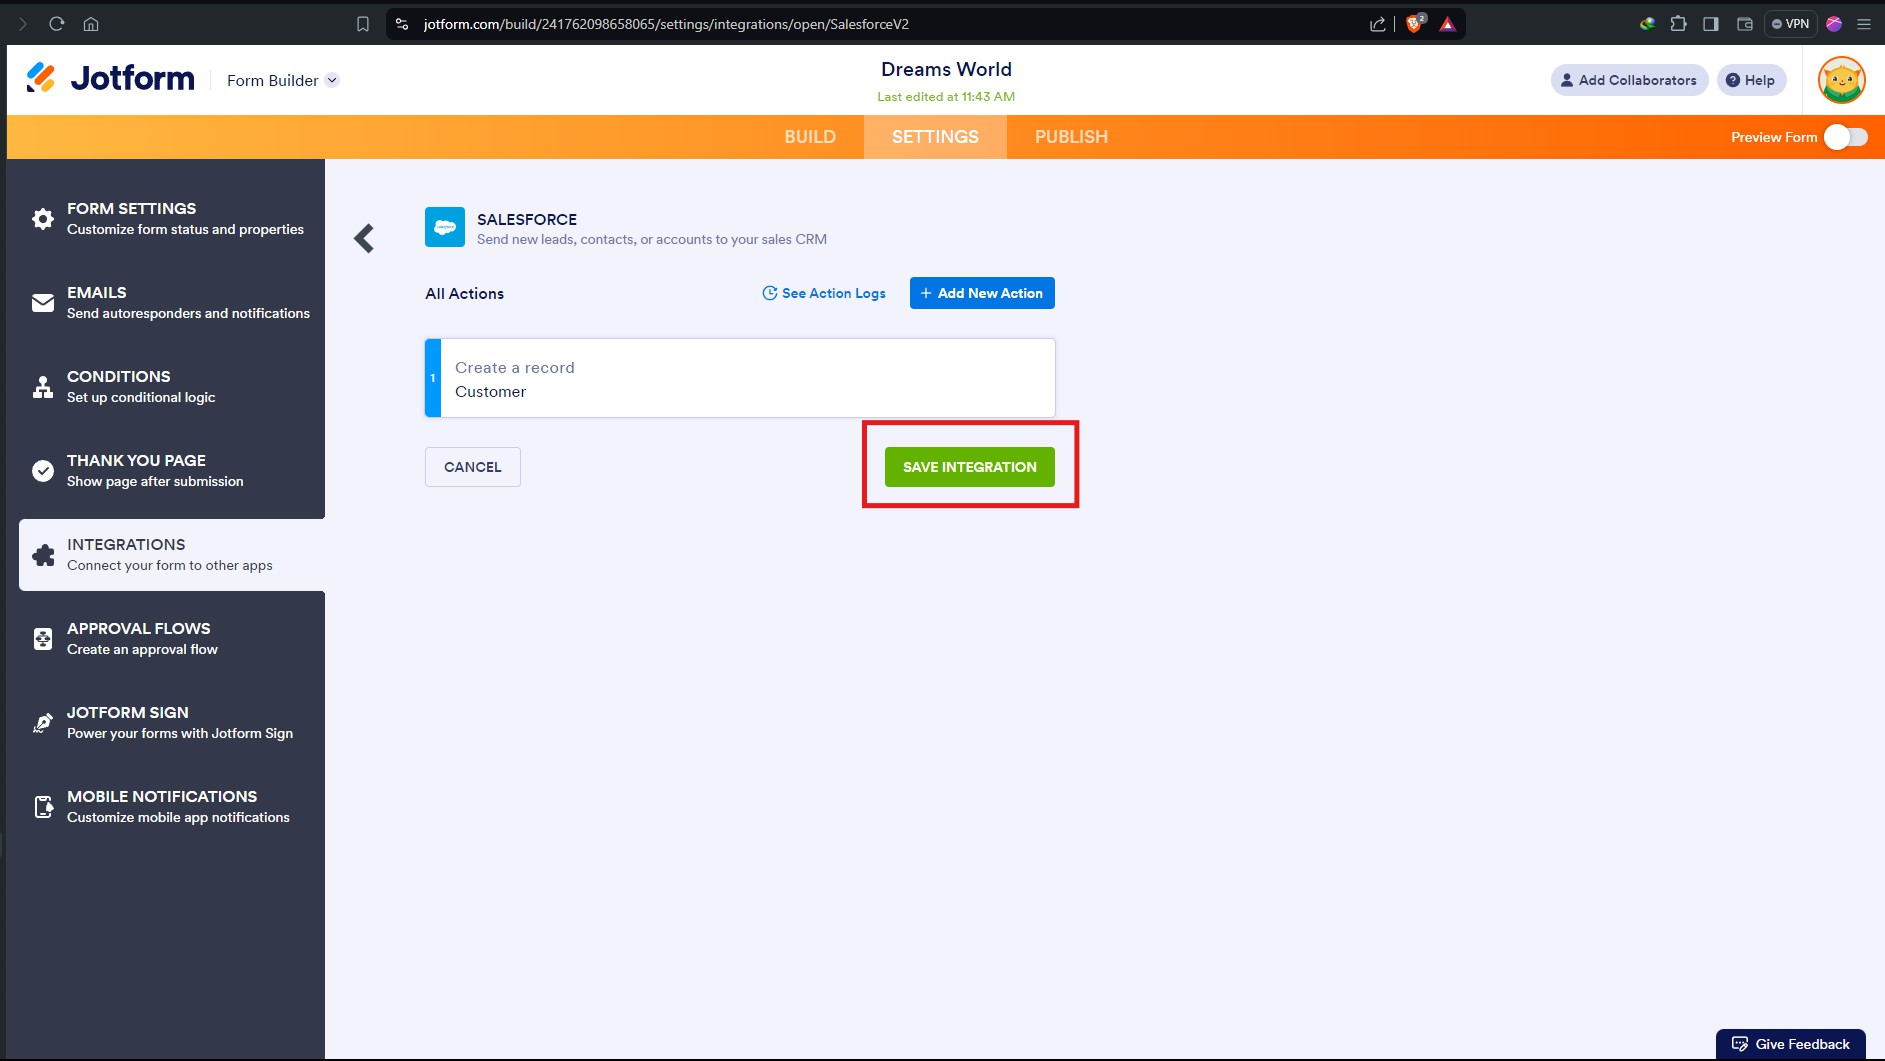 jotform.com/build/241762098658065/settings/integrations/open/SalesforceV2
2
VPN
Jotform
Form Builder
Dreams World
Last edited at 11:43 AM
Add Collaborators
Help
BUILD
SETTINGS
PUBLISH
Preview Form
FORM SETTINGS
Customize form status and properties
EMAILS
Send autoresponders and notifications
CONDITIONS
Set up conditional logic
THANK YOU PAGE
Show page after submission
INTEGRATIONS
Connect your form to other apps
APPROVAL FLOWS
Create an approval flow
JOTFORM SIGN
Power your forms with Jotform Sign
MOBILE NOTIFICATIONS
Customize mobile app notifications
SALESFORCE
Send new leads, contacts, or accounts to your sales CRM
All Actions
See Action Logs
+ Add New Action
1
Create a record
Customer
CANCEL
SAVE INTEGRATION
Give Feedback